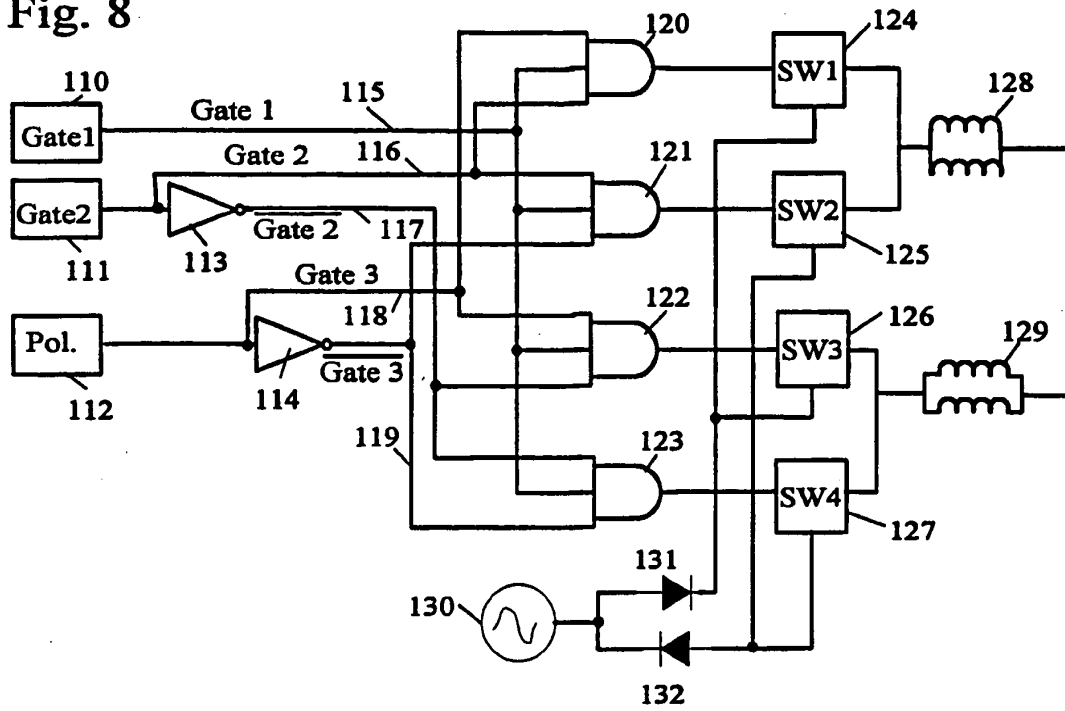 Fig. 8
120
124
SW1
128
110
Gate1
Gate 1
115
Gate 2
116
121
SW2
125
Gate2
111
113
Gate 2
117
Gate 3
118
122
126
SW3
129
Pol.
112
114
Gate 3
119
123
SW4
127
131
130
132